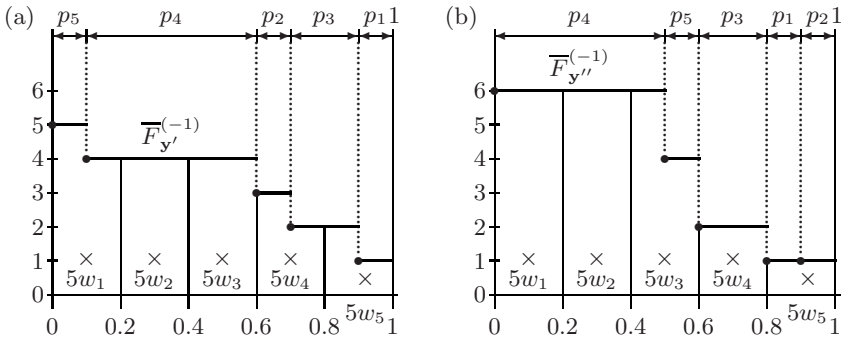 (a) p₅ p₄ p₂ p₃ p₁ 1
6
5
4
3
2
1
0
F̅_{y′}^{(-1)}
× × × × ×
5w₁ 5w₂ 5w₃ 5w₄
5w₅
0 0.2 0.4 0.6 0.8 1
(b) p₄ p₅ p₃ p₁ p₂ 1
6
5
4
3
2
1
0
F̅_{y″}^{(-1)}
× × × × ×
5w₁ 5w₂ 5w₃ 5w₄
5w₅
0 0.2 0.4 0.6 0.8 1